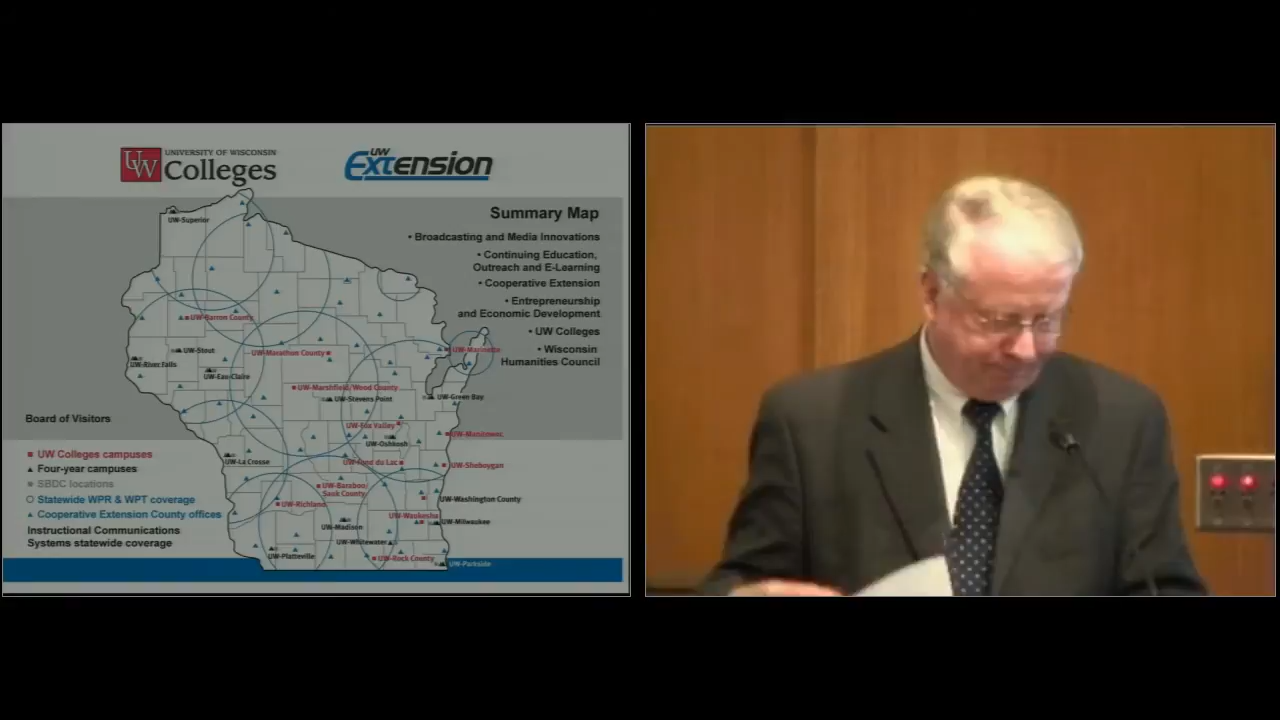 UW
UNIVERSITY OF WISCONSIN
Colleges
UW
Extension
Summary Map
• Broadcasting and Media Innovations
• Continuing Education,
Outreach and E-Learning
• Cooperative Extension
• Entrepreneurship
and Economic Development
• UW Colleges
• Wisconsin
Humanities Council
UW-Superior
UW-Barron County
UW-Stout
UW-Marathon County
UW-Marinette
UW-River Falls
UW-Eau Claire
UW-Marshfield/Wood County
UW-Stevens Point
UW-Green Bay
UW-Fox Valley
UW-Manitowoc
UW-Oshkosh
UW-La Crosse
UW-Fond du Lac
UW-Sheboygan
UW-Baraboo/
Sauk County
UW-Washington County
UW-Richland
UW-Waukesha
UW-Madison
UW-Milwaukee
UW-Whitewater
UW-Platteville
UW-Rock County
UW-Parkside
Board of Visitors
UW Colleges campuses
Four-year campuses
SBDC locations
Statewide WPR & WPT coverage
Cooperative Extension County offices
Instructional Communications
Systems statewide coverage